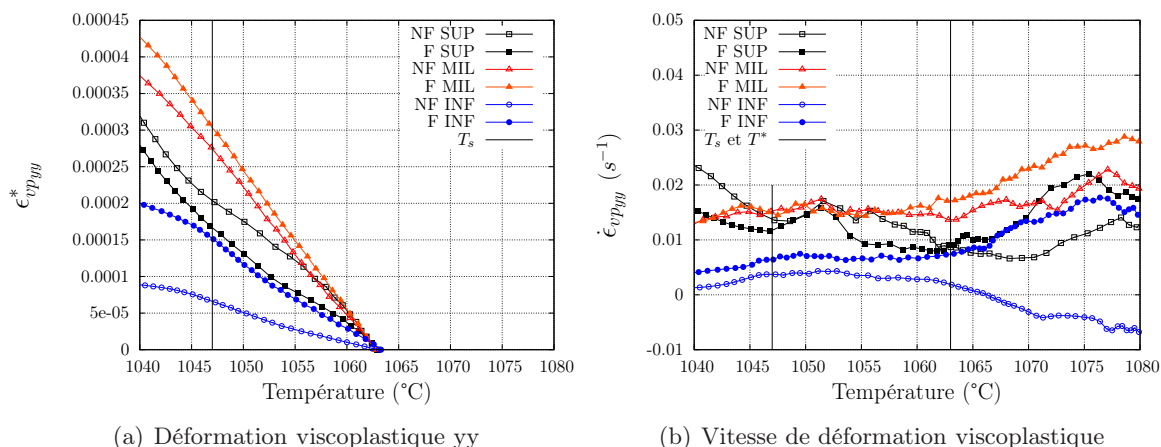 0.00045
0.0004
0.00035
0.0003
0.00025
0.0002
0.00015
0.0001
5e-05
0
ϵ*vpyy
NF SUP
F SUP
NF MIL
F MIL
NF INF
F INF
Ts
1040 1045 1050 1055 1060 1065 1070 1075 1080
Température (°C)
(a) Déformation viscoplastique yy
0.05
0.04
0.03
0.02
0.01
0
-0.01
ϵ̇vpyy (s−1)
NF SUP
F SUP
NF MIL
F MIL
NF INF
F INF
Ts et T*
1040 1045 1050 1055 1060 1065 1070 1075 1080
Température (°C)
(b) Vitesse de déformation viscoplastique